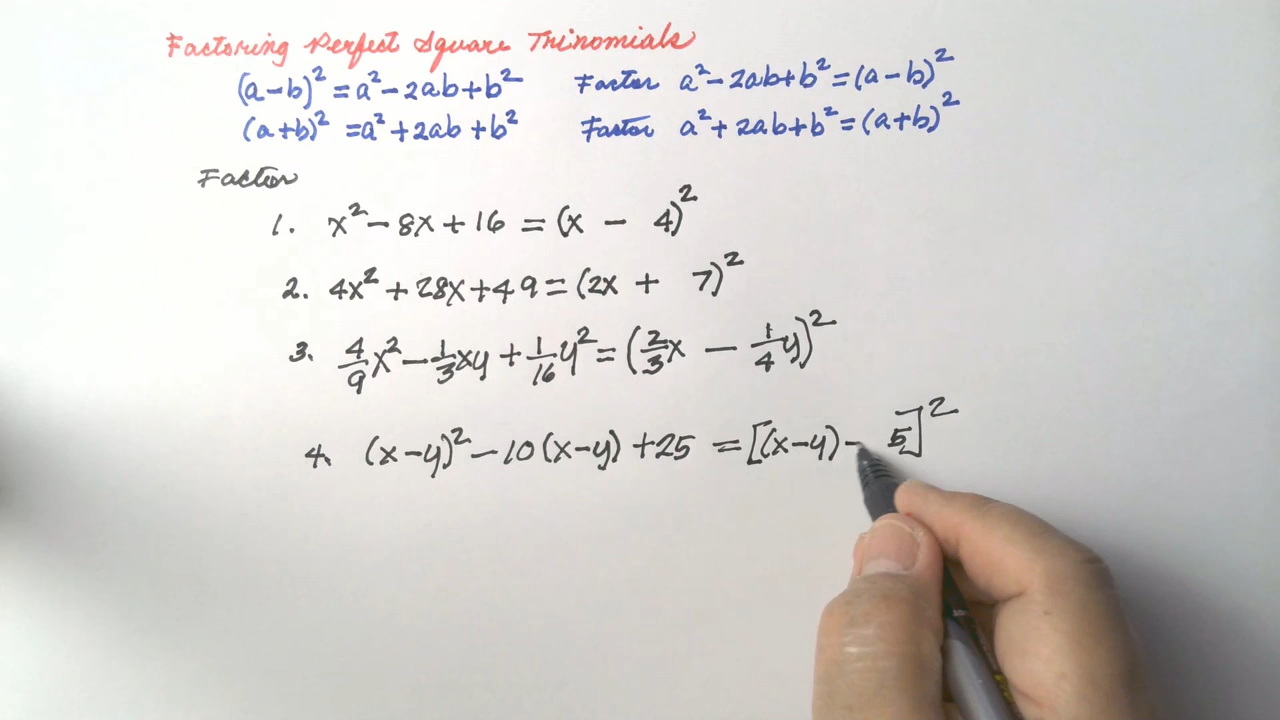 Factoring Perfect Square Trinomials
(a-b)² = a² - 2ab + b² Factor a² - 2ab + b² = (a-b)²
(a+b)² = a² + 2ab + b² Factor a² + 2ab + b² = (a+b)²
Factor
1. x² - 8x + 16 = (x - 4)²
2. 4x² + 28x + 49 = (2x + 7)²
3. 4/9x² - 1/3xy + 1/16y² = (2/3x - 1/4y)²
4. (x-y)² - 10(x-y) + 25 = [(x-y) - 5]²